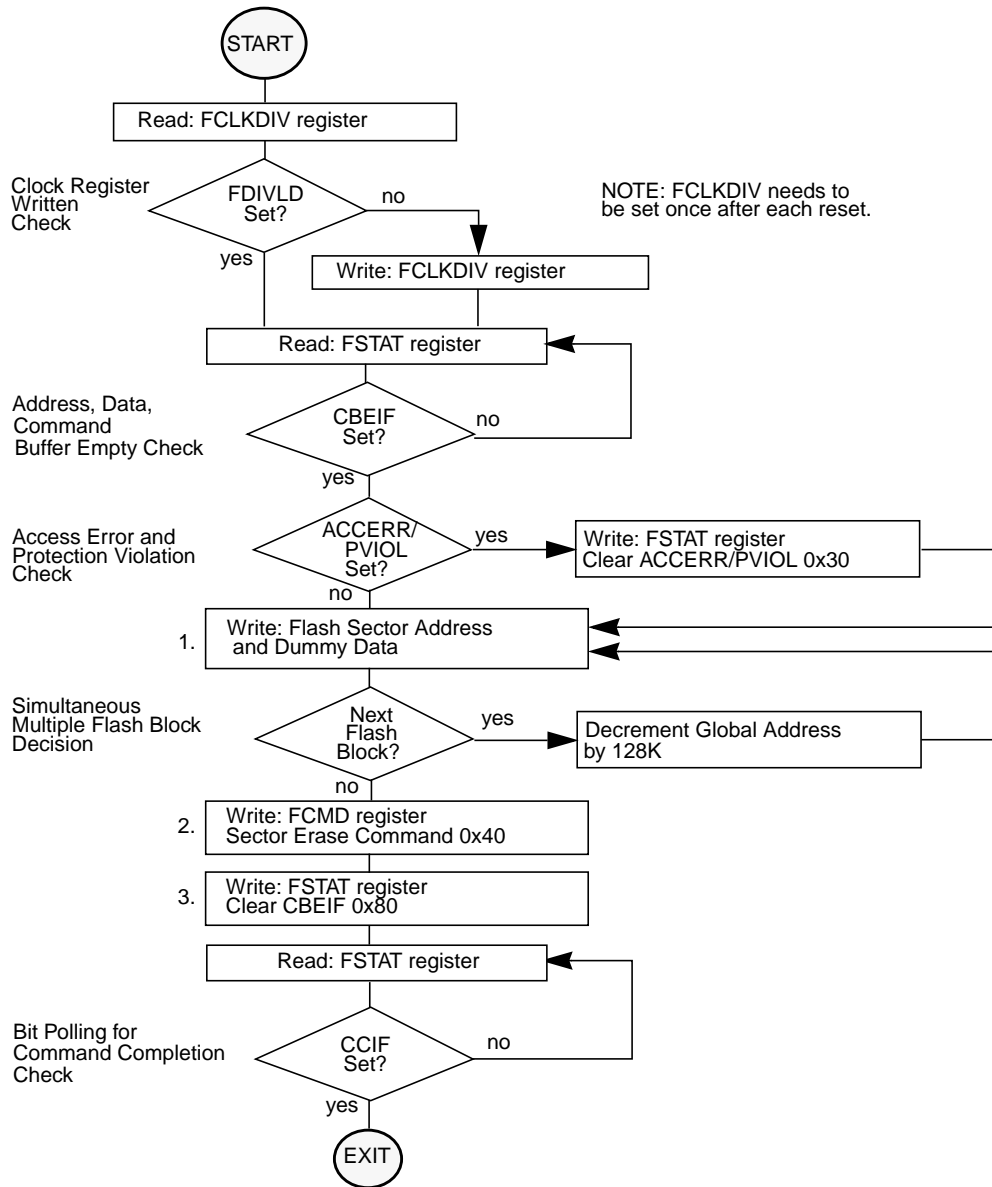 START
Read: FCLKDIV register
Clock Register
Written
Check
FDIVLD
Set?
no
yes
NOTE: FCLKDIV needs to
be set once after each reset.
Write: FCLKDIV register
Read: FSTAT register
Address, Data,
Command
Buffer Empty Check
CBEIF
Set?
no
yes
Access Error and
Protection Violation
Check
ACCERR/
PVIOL
Set?
yes
no
Write: FSTAT register
Clear ACCERR/PVIOL 0x30
1.
Write: Flash Sector Address
and Dummy Data
Simultaneous
Multiple Flash Block
Decision
Next
Flash
Block?
yes
no
Decrement Global Address
by 128K
2.
Write: FCMD register
Sector Erase Command 0x40
3.
Write: FSTAT register
Clear CBEIF 0x80
Read: FSTAT register
Bit Polling for
Command Completion
Check
CCIF
Set?
no
yes
EXIT